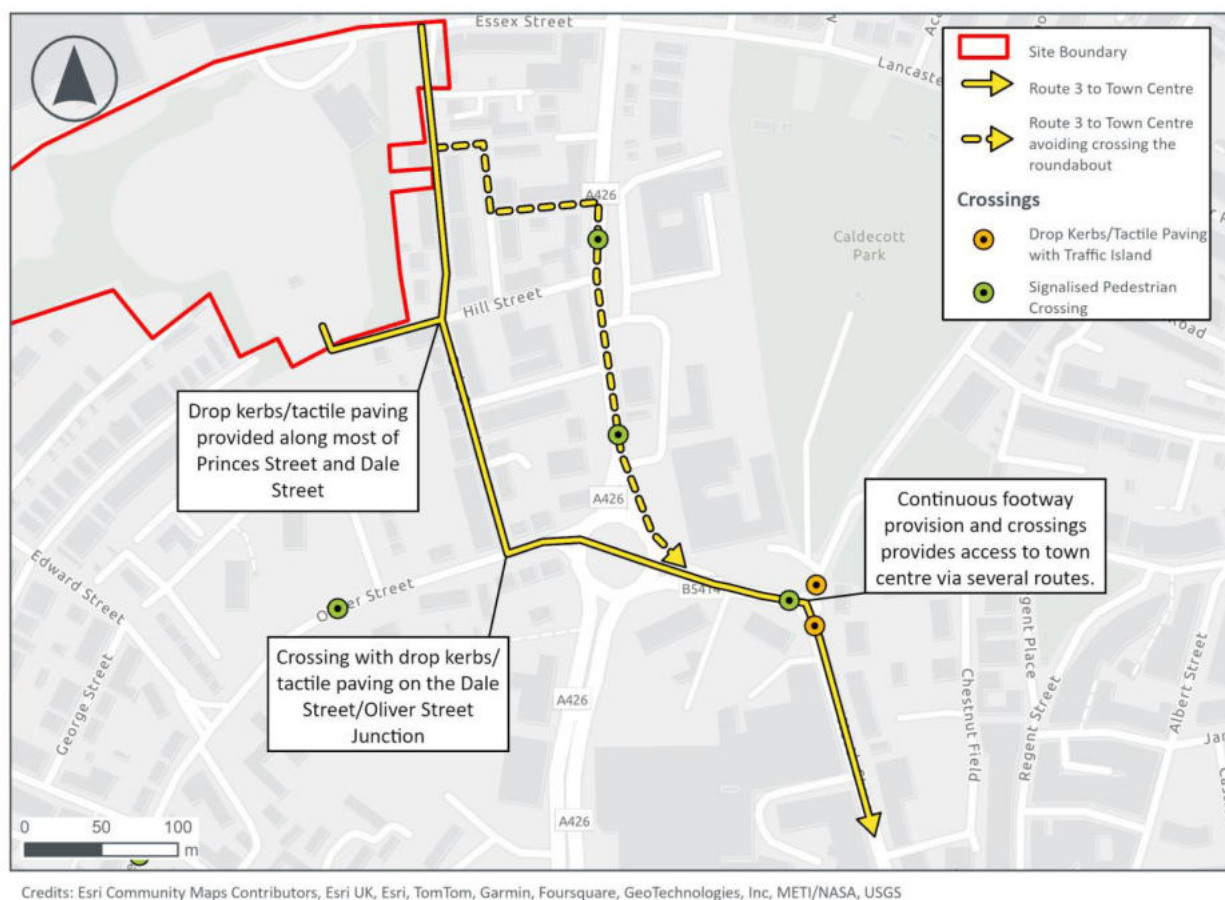 Essex Street
Lancaster
Site Boundary
Route 3 to Town Centre
Route 3 to Town Centre
avoiding crossing the
roundabout
Crossings
Drop Kerbs/Tactile Paving
with Traffic Island
Signalised Pedestrian
Crossing
A426
Caldecott
Park
Hill Street
Road
Drop kerbs/tactile paving
provided along most of
Princes Street and Dale
Street
A426
Continuous footway
provision and crossings
provides access to town
centre via several routes.
Edward Street
Oliver Street
B5414
George Street
Crossing with drop kerbs/
tactile paving on the Dale
Street/Oliver Street
Junction
A426
Chestnut Field
Regent Place
Regent Street
Albert Street
A426
0 50 100
m
Credits: Esri Community Maps Contributors, Esri UK, Esri, TomTom, Garmin, Foursquare, GeoTechnologies, Inc, METI/NASA, USGS